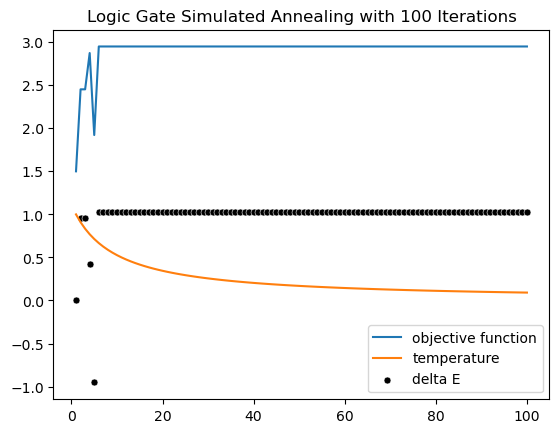 Logic Gate Simulated Annealing with 100 Iterations
3.0
2.5
2.0
1.5
1.0
0.5
0.0
−0.5
−1.0
objective function
temperature
delta E
0 20 40 60 80 100